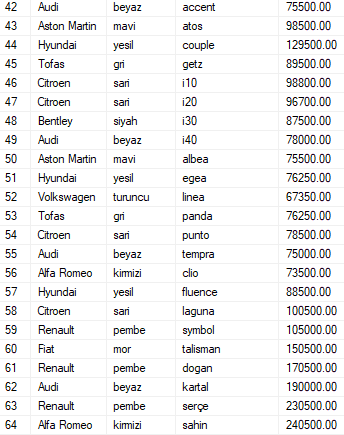 42 Audi beyaz accent 75500.00
43 Aston Martin mavi atos 98500.00
44 Hyundai yesil couple 129500.00
45 Tofas gri getz 89500.00
46 Citroen sari i10 98800.00
47 Citroen sari i20 96700.00
48 Bentley siyah i30 87500.00
49 Audi beyaz i40 78000.00
50 Aston Martin mavi albea 75500.00
51 Hyundai yesil egea 76250.00
52 Volkswagen turuncu linea 67350.00
53 Tofas gri panda 76250.00
54 Citroen sari punto 78500.00
55 Audi beyaz tempra 75000.00
56 Alfa Romeo kirmizi clio 73500.00
57 Hyundai yesil fluence 88500.00
58 Citroen sari laguna 100500.00
59 Renault pembe symbol 105000.00
60 Fiat mor talisman 150500.00
61 Renault pembe dogan 170500.00
62 Audi beyaz kartal 190000.00
63 Renault pembe serçe 230500.00
64 Alfa Romeo kirmizi sahin 240500.00